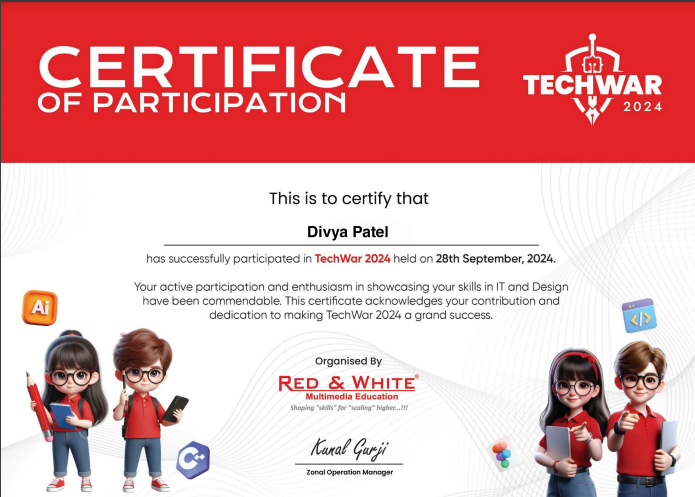 CERTIFICATE
OF PARTICIPATION
TECHWAR
2024
This is to certify that
Divya Patel
has successfully participated in TechWar 2024 held on 28th September, 2024.
Your active participation and enthusiasm in showcasing your skills in IT and Design
have been commendable. This certificate acknowledges your contribution and
dedication to making TechWar 2024 a grand success.
Ai
</>
Organised By
RED & WHITE®
Multimedia Education
Shaping "skills" for "scaling" higher...!!!
C++
Kunal Gurji
Zonal Operation Manager